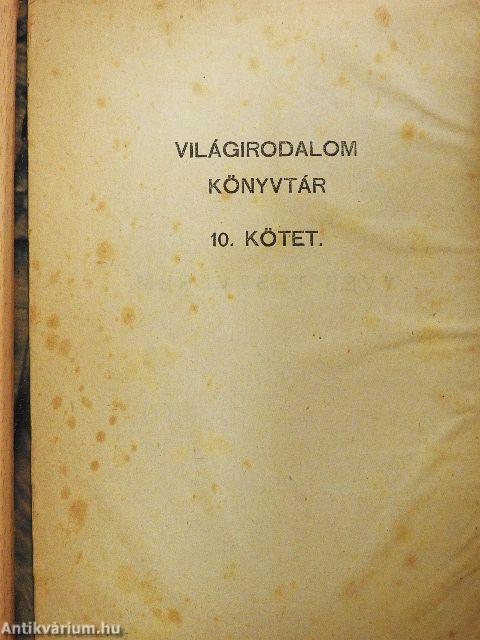 VILÁGIRODALOM
KÖNYVTÁR
10. KÖTET.
Antikvárium.hu